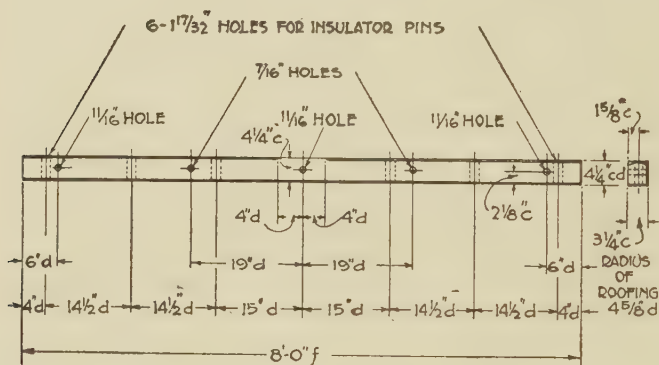 6-1 17/32" HOLES FOR INSULATOR PINS
7/16" HOLES
11/16" HOLE
11/16" HOLE
11/16" HOLE
1 5/8" c
4 1/4" c
4 1/4" cd
2 1/8" c
3 1/4" c
4" d
4" d
6" d
19" d
19" d
6" d
RADIUS
OF
ROOFING
4 5/8 d
4" d
14 1/2" d
14 1/2" d
15" d
15" d
14 1/2" d
14 1/2" d
4" d
8'-0" f